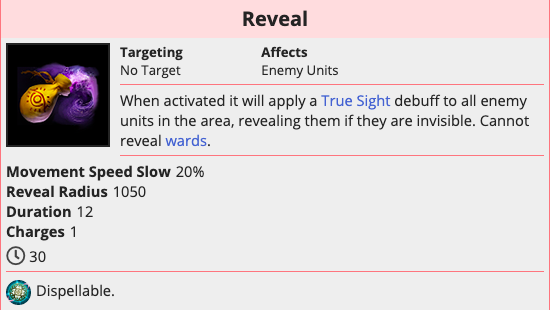 Reveal
Targeting
No Target
Affects
Enemy Units
When activated it will apply a True Sight debuff to all enemy
units in the area, revealing them if they are invisible. Cannot
reveal wards.
Movement Speed Slow 20%
Reveal Radius 1050
Duration 12
Charges 1
30
Dispellable.